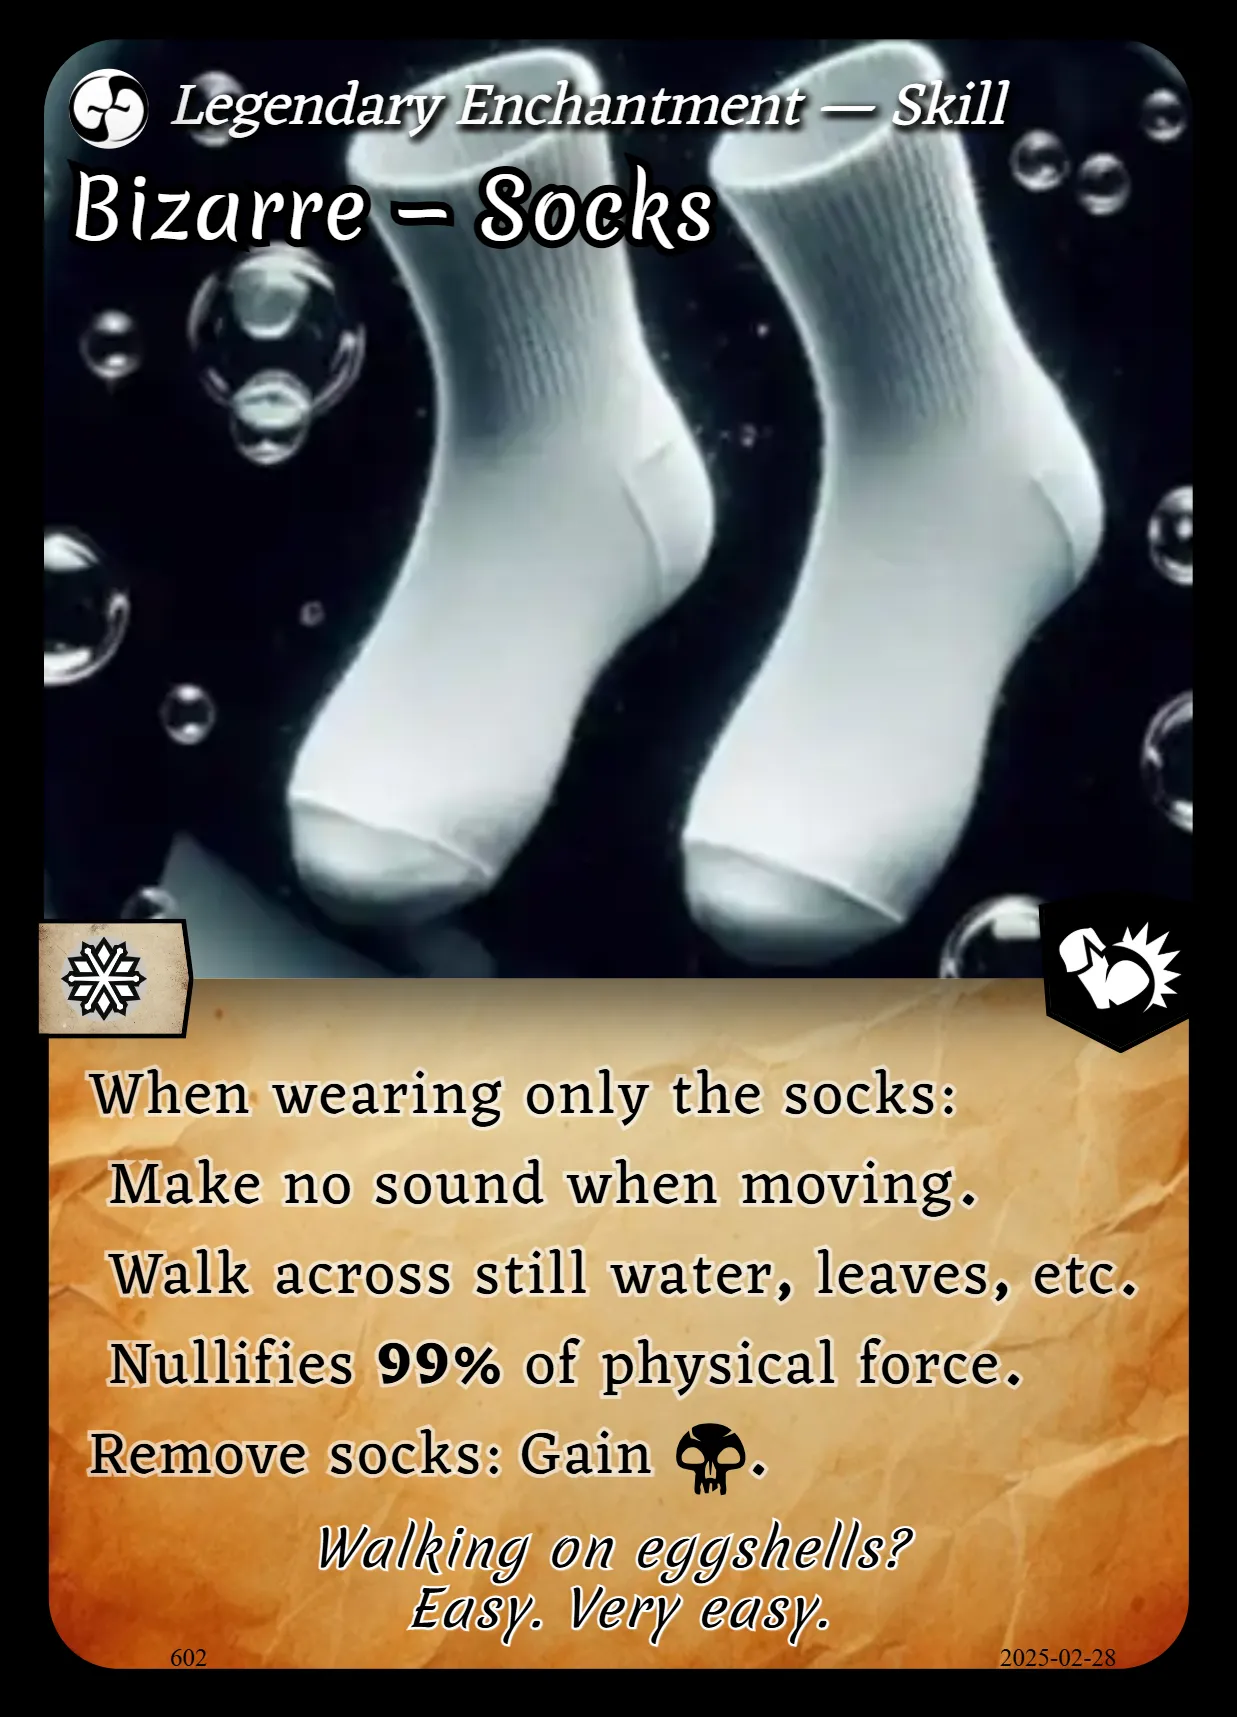 Legendary Enchantment — Skill
Bizarre – Socks
When wearing only the socks:
Make no sound when moving.
Walk across still water, leaves, etc.
Nullifies 99% of physical force.
Remove socks: Gain .
Walking on eggshells?
Easy. Very easy.
602 2025-02-28